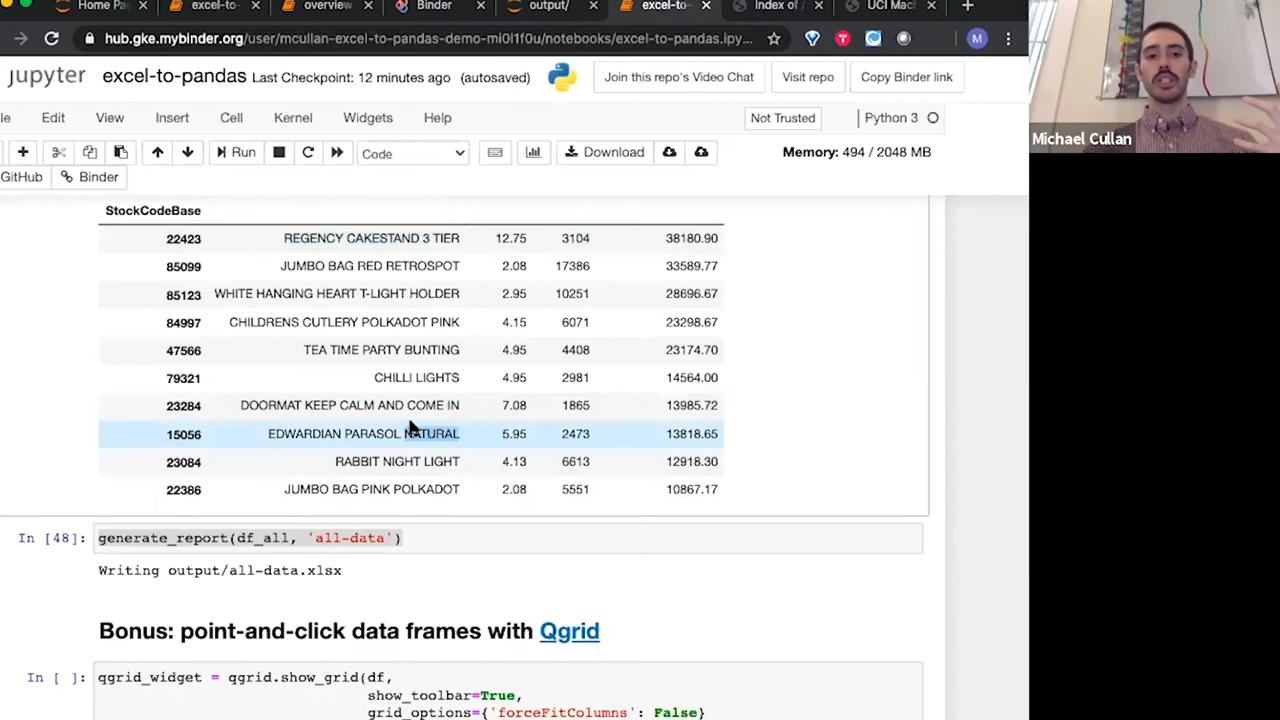 Home Pa
excel-to-
overview
Binder
output/
excel-to-
Index of /
UCI Mac
hub.gke.mybinder.org/user/mcullan-excel-to-pandas-demo-mi0l1f0u/notebooks/excel-to-pandas.ipy...
M
jupyter excel-to-pandas Last Checkpoint: 12 minutes ago (autosaved)
Join this repo's Video Chat
Visit repo
Copy Binder link
Michael Cullan
le Edit View Insert Cell Kernel Widgets Help
Not Trusted
Python 3
Run
Code
Download
Memory: 494 / 2048 MB
GitHub
Binder
StockCodeBase
22423 REGENCY CAKESTAND 3 TIER 12.75 3104 38180.90
85099 JUMBO BAG RED RETROSPOT 2.08 17386 33589.77
85123 WHITE HANGING HEART T-LIGHT HOLDER 2.95 10251 28696.67
84997 CHILDRENS CUTLERY POLKADOT PINK 4.15 6071 23298.67
47566 TEA TIME PARTY BUNTING 4.95 4408 23174.70
79321 CHILLI LIGHTS 4.95 2981 14564.00
23284 DOORMAT KEEP CALM AND COME IN 7.08 1865 13985.72
15056 EDWARDIAN PARASOL NATURAL 5.95 2473 13818.65
23084 RABBIT NIGHT LIGHT 4.13 6613 12918.30
22386 JUMBO BAG PINK POLKADOT 2.08 5551 10867.17
In [48]: generate_report(df_all, 'all-data')
Writing output/all-data.xlsx
Bonus: point-and-click data frames with Qgrid
In [ ]: qgrid_widget = qgrid.show_grid(df,
show_toolbar=True,
grid_options={'forceFitColumns': False}